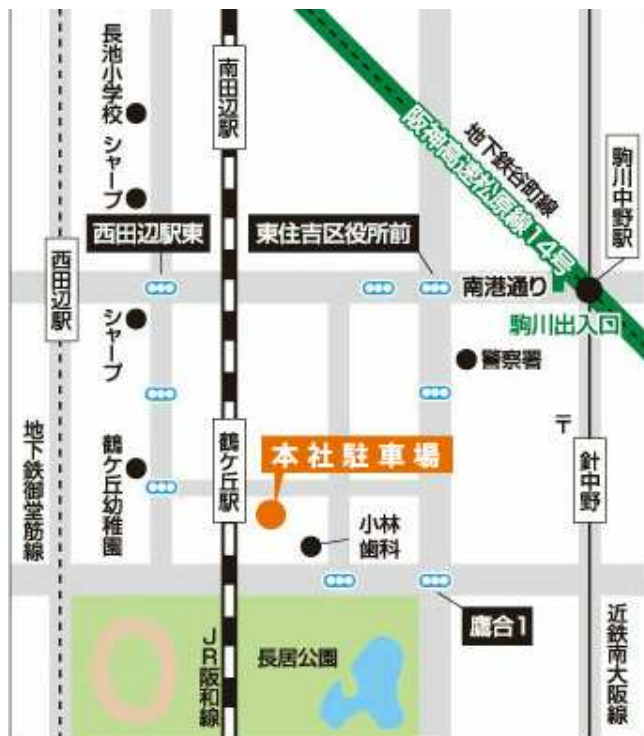 長池小学校
シャープ
南田辺駅
地下鉄谷町線
阪神高速松原線14号
駒川中野駅
西田辺駅東
東住吉区役所前
西田辺駅
南港通り
駒川出入口
シャープ
警察署
地下鉄御堂筋線
鶴ケ丘幼稚園
鶴ケ丘駅
本社駐車場
〒
針中野
小林
歯科
鷹合1
JR阪和線
長居公園
近鉄南大阪線